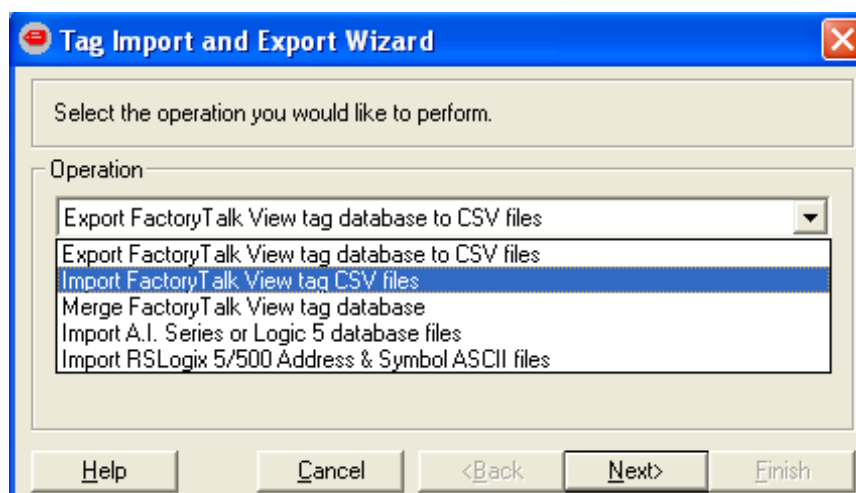 Tag Import and Export Wizard
Select the operation you would like to perform.
Operation
Export FactoryTalk View tag database to CSV files
Export FactoryTalk View tag database to CSV files
Import FactoryTalk View tag CSV files
Merge FactoryTalk View tag database
Import A.I. Series or Logic 5 database files
Import RSLogix 5/500 Address & Symbol ASCII files
Help Cancel <Back Next> Finish